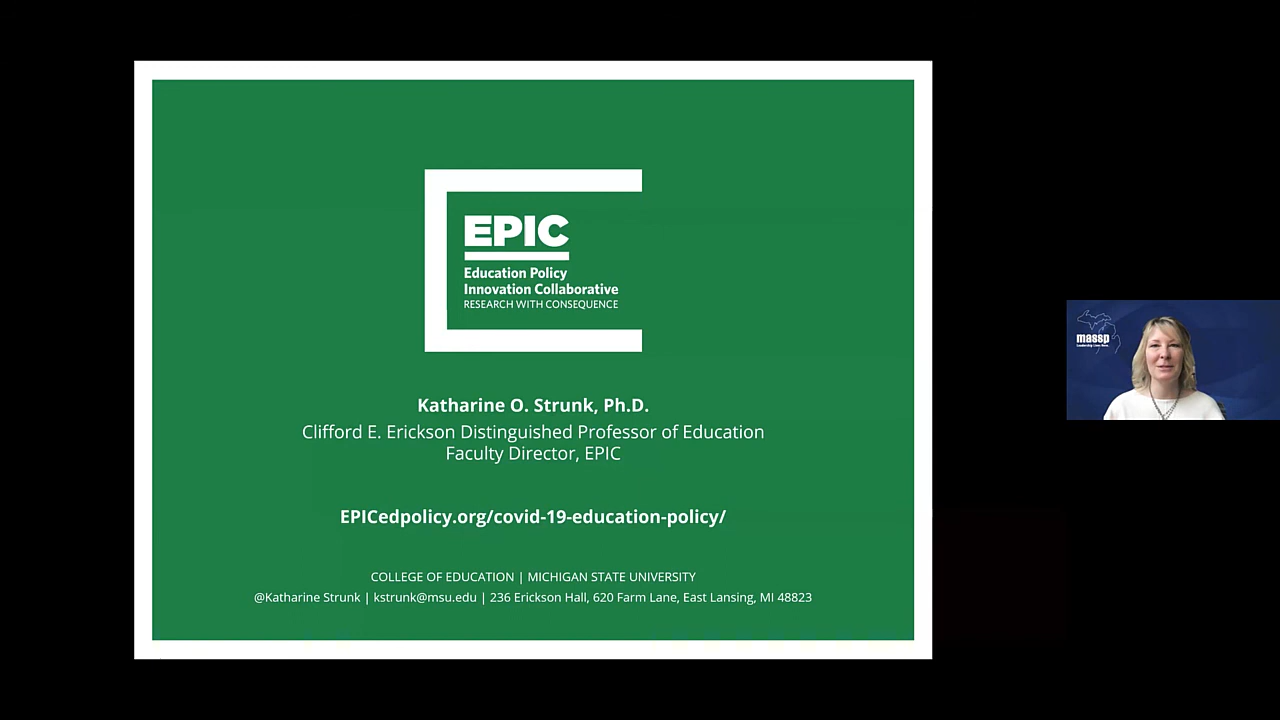 EPIC
Education Policy
Innovation Collaborative
RESEARCH WITH CONSEQUENCE
Katharine O. Strunk, Ph.D.
Clifford E. Erickson Distinguished Professor of Education
Faculty Director, EPIC
EPICedpolicy.org/covid-19-education-policy/
COLLEGE OF EDUCATION | MICHIGAN STATE UNIVERSITY
@Katharine Strunk | kstrunk@msu.edu | 236 Erickson Hall, 620 Farm Lane, East Lansing, MI 48823
massp